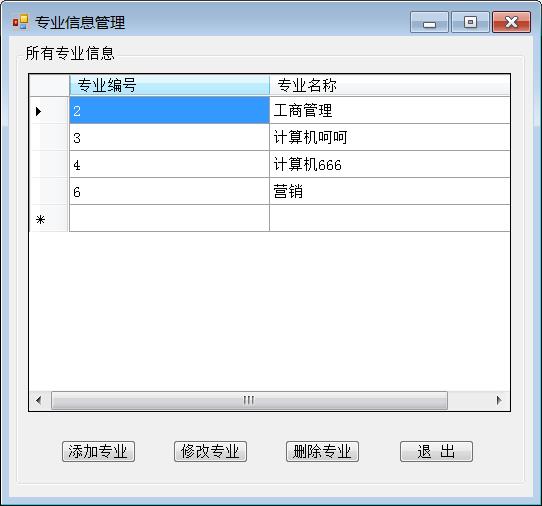 专业信息管理
所有专业信息
专业编号 专业名称
2 工商管理
3 计算机呵呵
4 计算机666
6 营销
添加专业 修改专业 删除专业 退 出